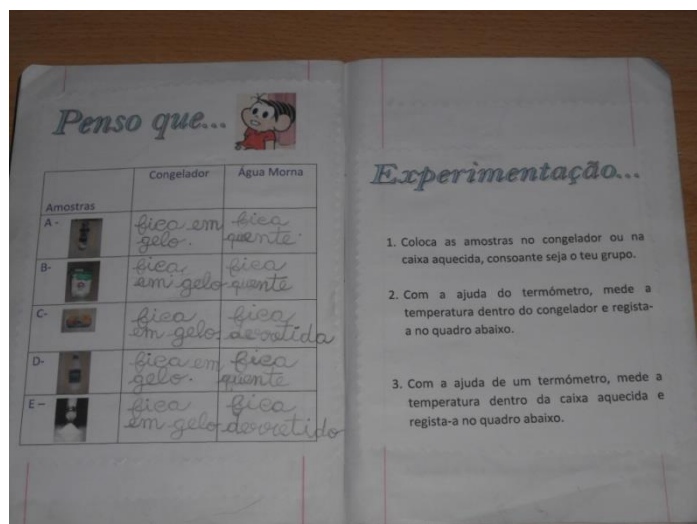 Penso que...
Congelador Água Morna
Amostras
A - fica em fica
gelo. quente.
B- fica fica
em gelo quente
C- fica fica
em gelo. derretida
D- fica em fica
gelo. quente
E – fica fica
em gelo derretido
Experimentação...
1. Coloca as amostras no congelador ou na
caixa aquecida, consoante seja o teu grupo.
2. Com a ajuda do termómetro, mede a
temperatura dentro do congelador e regista-
a no quadro abaixo.
3. Com a ajuda de um termómetro, mede a
temperatura dentro da caixa aquecida e
regista-a no quadro abaixo.